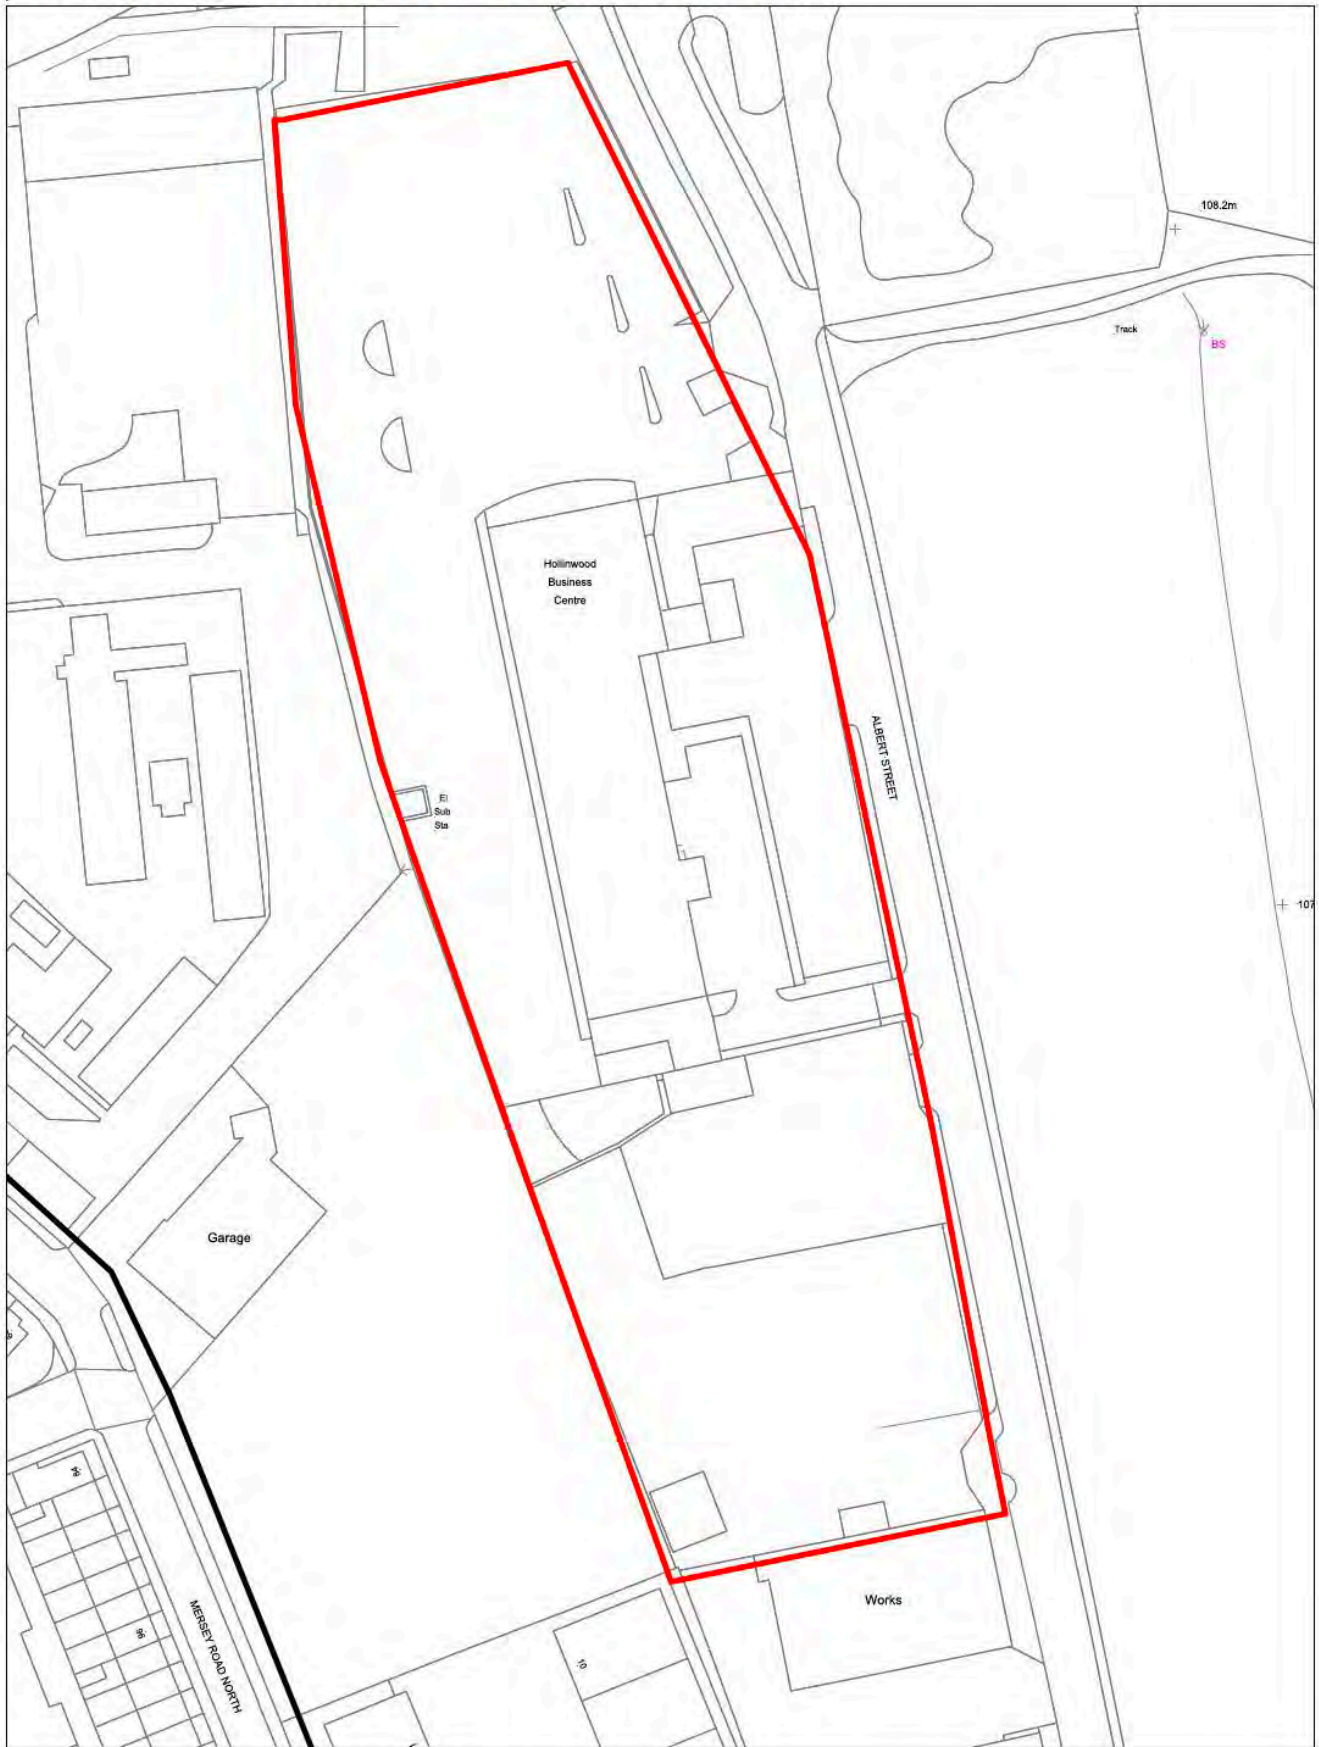 108.2m
Track
BS
Hollinwood
Business
Centre
ALBERT STREET
El
Sub
Sta
107
Garage
84
96
MERSEY ROAD NORTH
10
Works